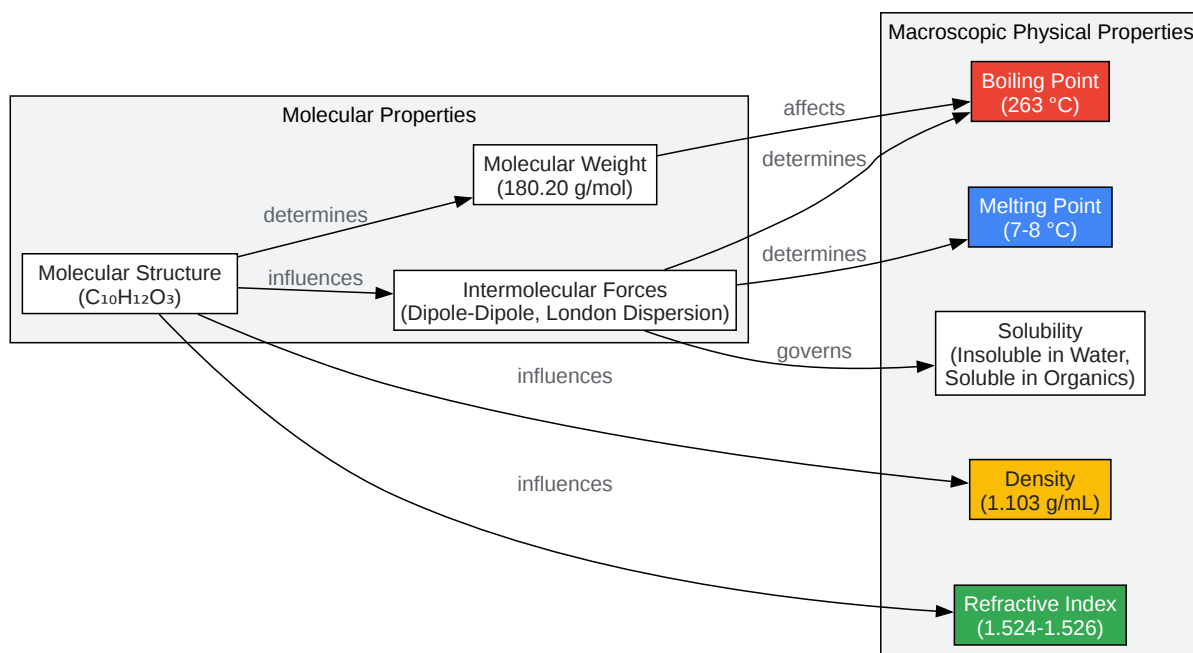 Macroscopic Physical Properties
Boiling Point
(263 °C)
affects
Molecular Properties
Molecular Weight
(180.20 g/mol)
determines
Melting Point
(7-8 °C)
determines
determines
Molecular Structure
(C₁₀H₁₂O₃)
influences
Intermolecular Forces
(Dipole-Dipole, London Dispersion)
Solubility
(Insoluble in Water,
Soluble in Organics)
governs
influences
Density
(1.103 g/mL)
influences
Refractive Index
(1.524-1.526)